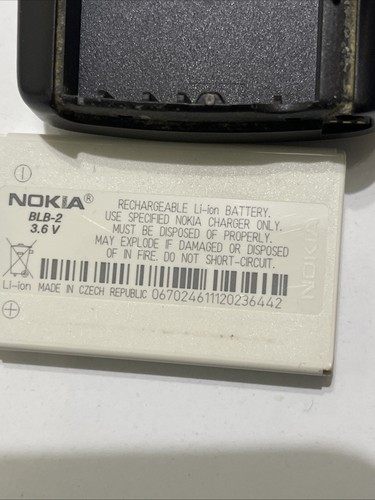 NOKIA®
BLB-2
3.6 V
RECHARGEABLE Li-ion BATTERY.
USE SPECIFIED NOKIA CHARGER ONLY.
MUST BE DISPOSED OF PROPERLY.
MAY EXPLODE IF DAMAGED OR DISPOSED
OF IN FIRE. DO NOT SHORT-CIRCUIT.
Li-ion MADE IN CZECH REPUBLIC 067024611120236442